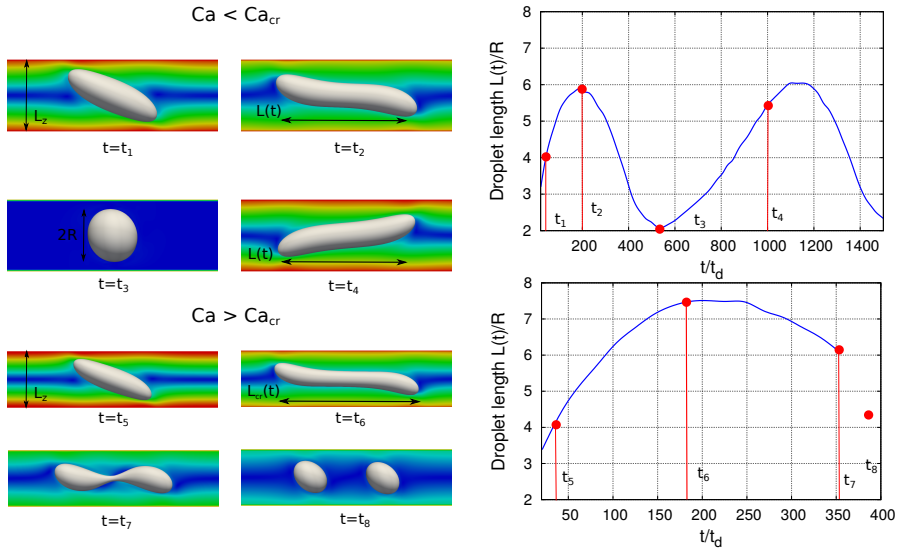 Ca < Ca_cr
L_z
L(t)
t=t_1
t=t_2
2R
L(t)
t=t_3
t=t_4
Ca > Ca_cr
L_z
L_cr(t)
t=t_5
t=t_6
t=t_7
t=t_8
Droplet length L(t)/R
8
7
6
5
4
3
2
t_1
t_2
t_3
t_4
200 400 600 800 1000 1200 1400
t/t_d
Droplet length L(t)/R
8
7
6
5
4
3
2
t_5
t_6
t_7
t_8
50 100 150 200 250 300 350 400
t/t_d